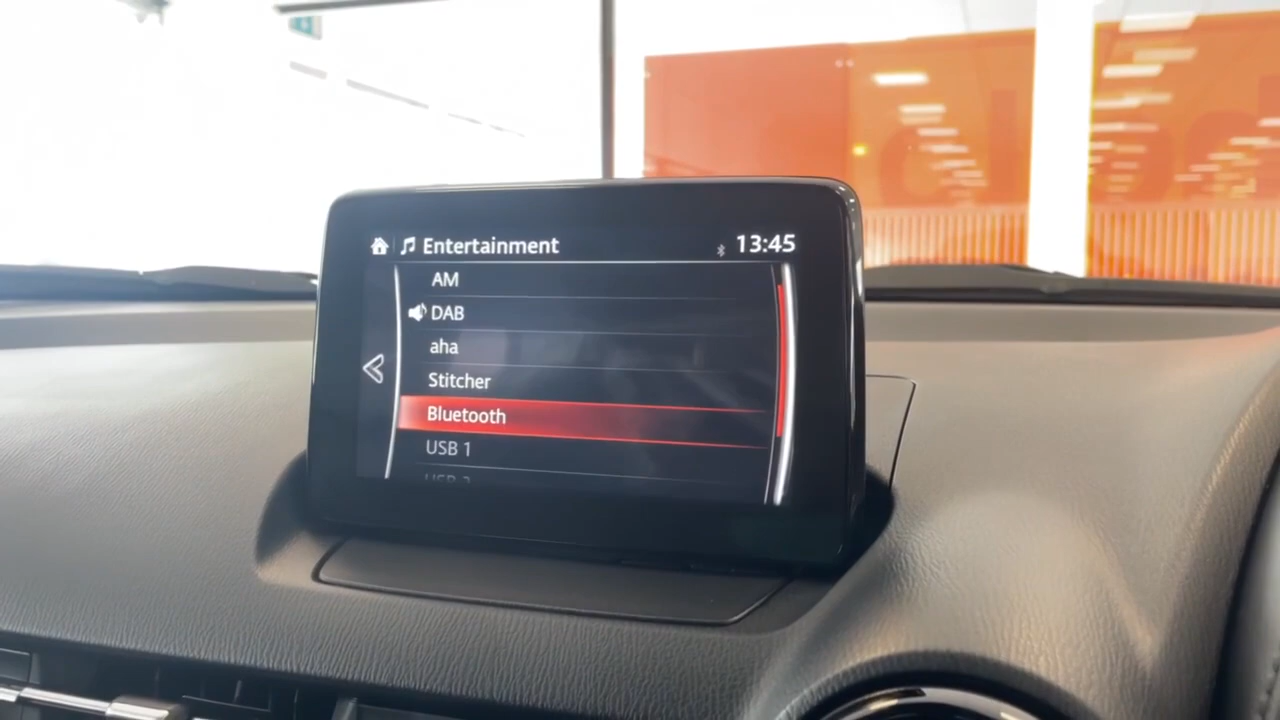 Entertainment
13:45
AM
DAB
aha
Stitcher
Bluetooth
USB 1